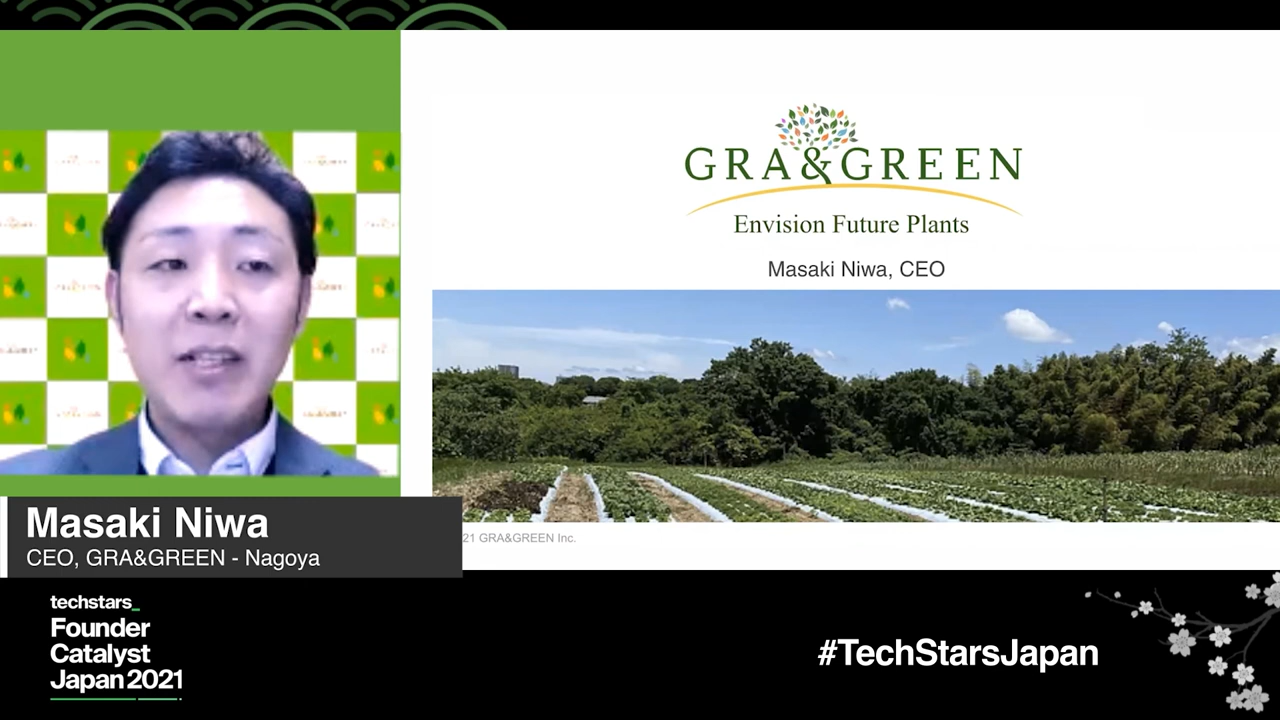 GRA&GREEN
Envision Future Plants
Masaki Niwa, CEO
Masaki Niwa
CEO, GRA&GREEN - Nagoya
21 GRA&GREEN Inc.
techstars_
Founder
Catalyst
Japan 2021
#TechStarsJapan